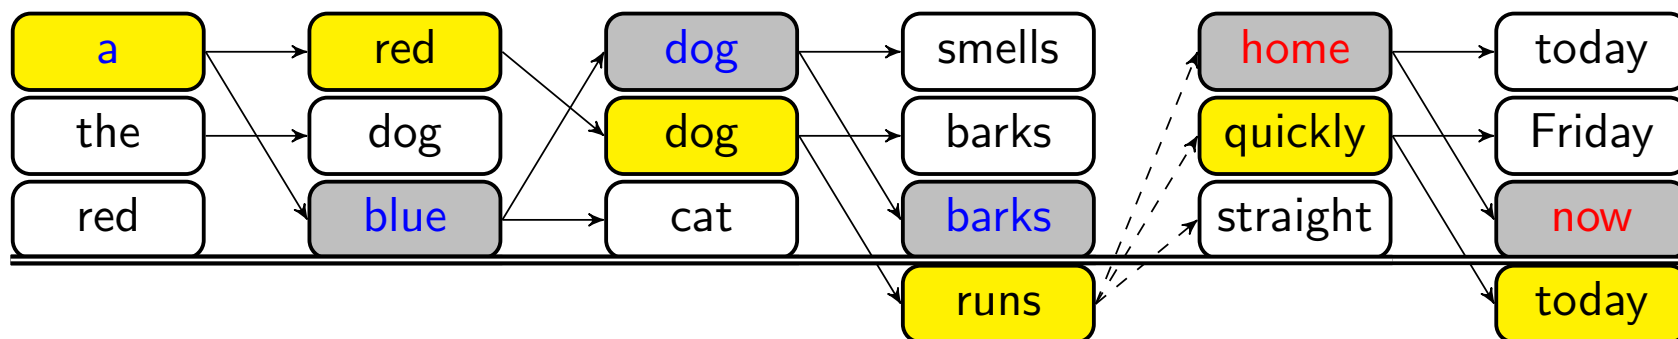 a red dog smells home today
the dog dog barks quickly Friday
red blue cat barks straight now
runs today